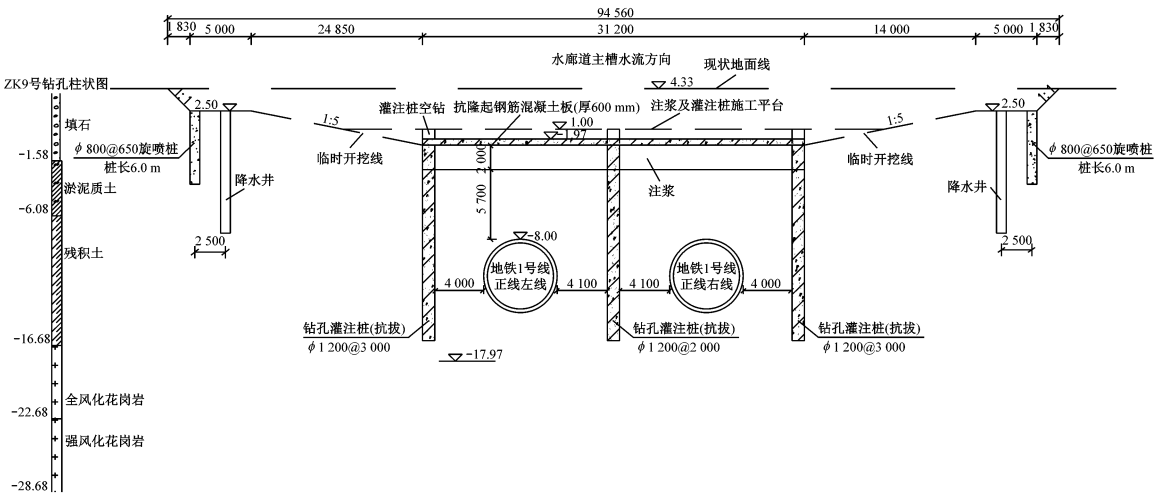 94 560
1 830
5 000
24 850
31 200
14 000
5 000
1 830
水廊道主槽水流方向
ZK9号钻孔柱状图
4.33
现状地面线
2.50
灌注桩空钻
抗隆起钢筋混凝土板(厚600 mm)
注浆及灌注桩施工平台
2.50
填石
1:5
1.00
-1.97
1:5
ϕ 800@650旋喷桩
桩长6.0 m
临时开挖线
临时开挖线
ϕ 800@650旋喷桩
桩长6.0 m
-1.58
2 000
淤泥质土
降水井
注浆
降水井
-6.08
5 700
2 500
-8.00
2 500
残积土
地铁1号线
正线左线
地铁1号线
正线右线
4 000
4 100
4 100
4 000
钻孔灌注桩(抗拔)
ϕ 1 200@3 000
钻孔灌注桩(抗拔)
ϕ 1 200@2 000
钻孔灌注桩(抗拔)
ϕ 1 200@3 000
-16.68
-17.97
全风化花岗岩
-22.68
强风化花岗岩
-28.68